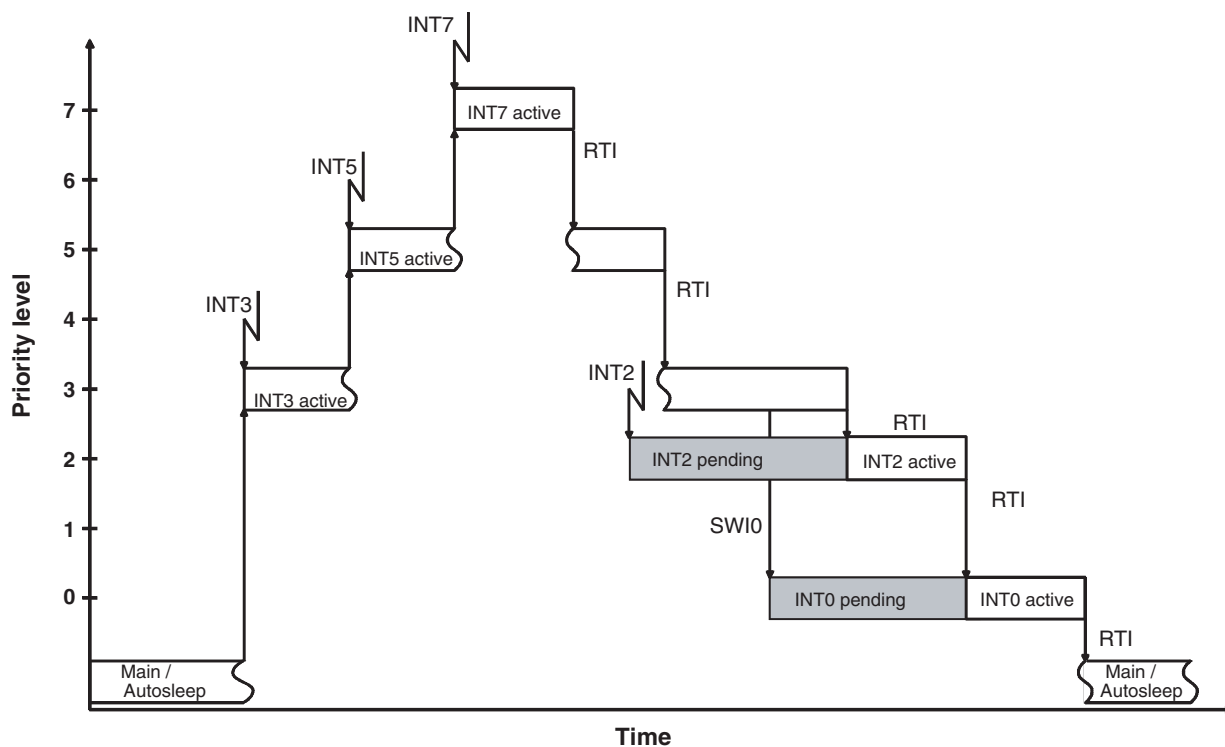 INT7
7
INT7 active
RTI
6
INT5
5
INT5 active
RTI
4
INT3
Priority level
3
INT3 active
INT2
RTI
2
INT2 pending
INT2 active
RTI
1
SWI0
0
INT0 pending
INT0 active
RTI
Main /
Autosleep
Main /
Autosleep
Time